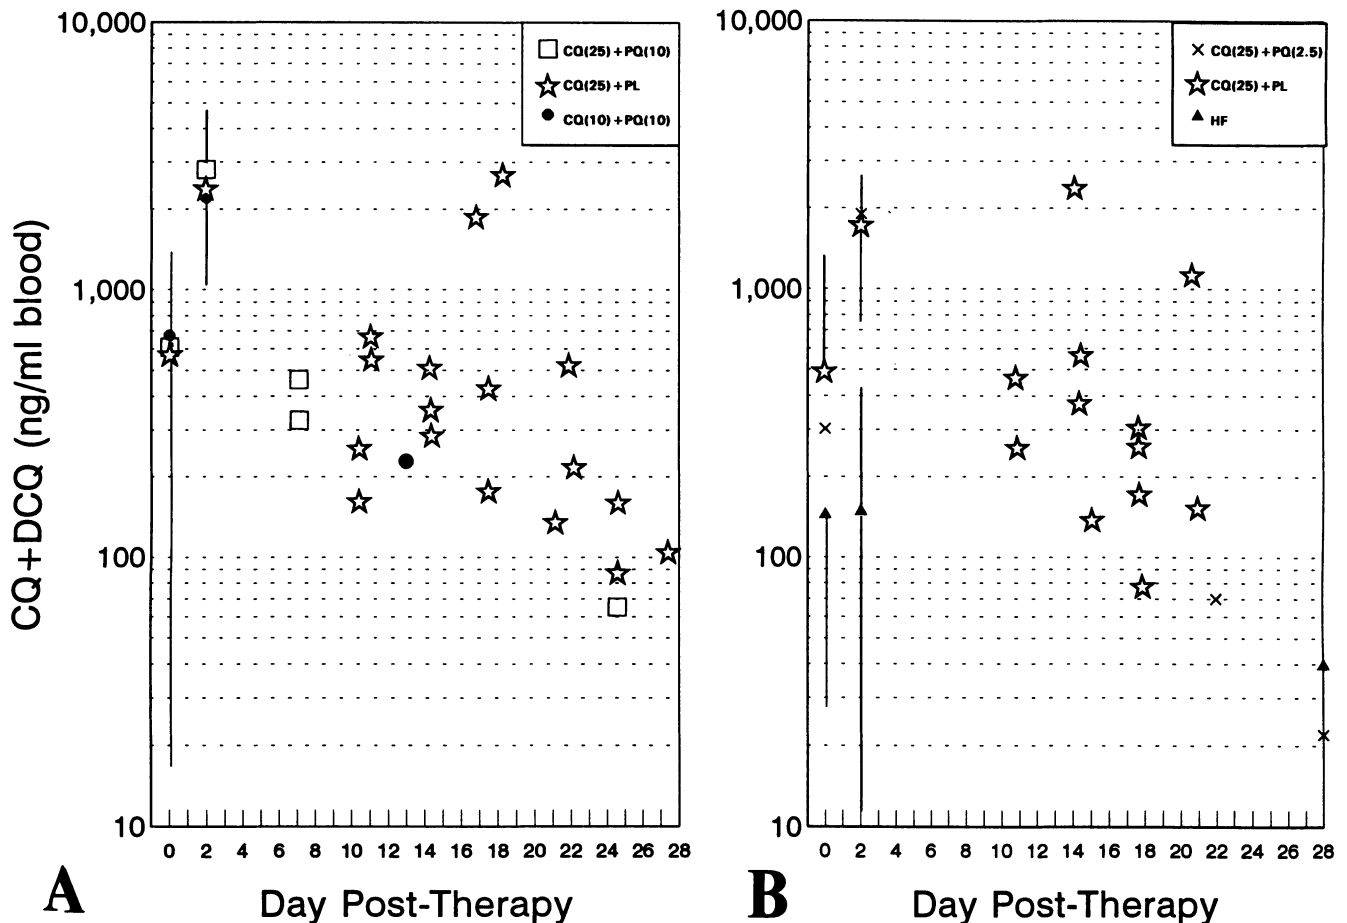 CQ+DCQ (ng/ml blood)
10,000
1,000
100
10
CQ(25)+PQ(10)
CQ(25)+PL
CQ(10)+PQ(10)
0 2 4 6 8 10 12 14 16 18 20 22 24 26 28
A
Day Post-Therapy
10,000
1,000
100
10
CQ(25)+PQ(2.5)
CQ(25)+PL
HF
0 2 4 6 8 10 12 14 16 18 20 22 24 26 28
B
Day Post-Therapy